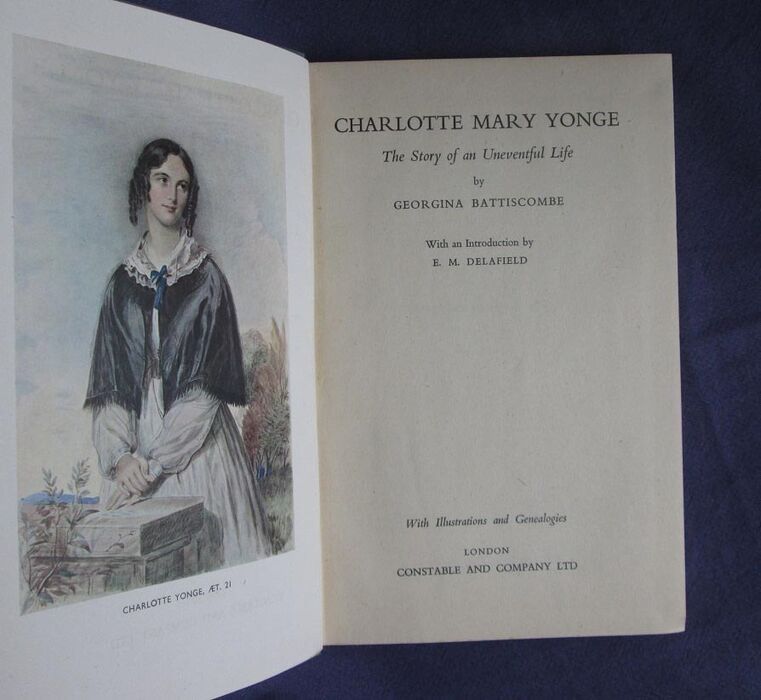 CHARLOTTE YONGE, ÆT. 21
CHARLOTTE MARY YONGE
The Story of an Uneventful Life
by
GEORGINA BATTISCOMBE
With an Introduction by
E. M. DELAFIELD
With Illustrations and Genealogies
LONDON
CONSTABLE AND COMPANY LTD